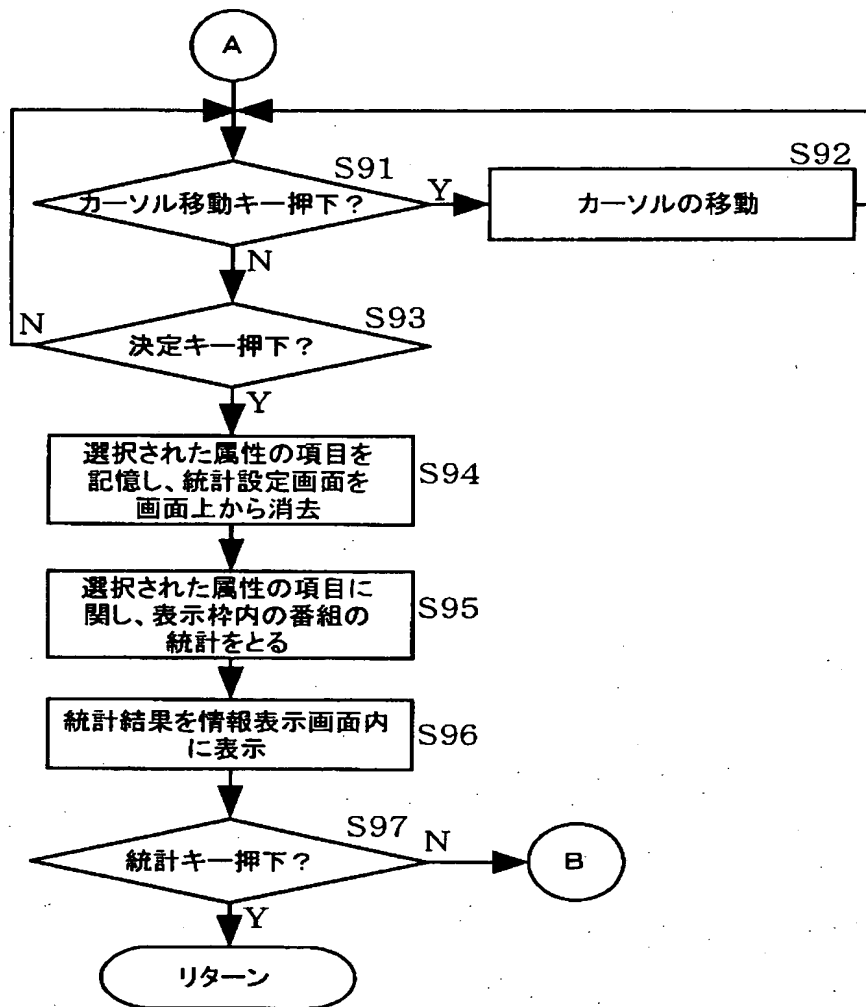 A
S91
カーソル移動キー押下？
Y
S92
カーソルの移動
N
S93
決定キー押下？
N
Y
選択された属性の項目を
記憶し、統計設定画面を
画面上から消去
S94
選択された属性の項目に
関し、表示枠内の番組の
統計をとる
S95
統計結果を情報表示画面内
に表示
S96
S97
統計キー押下？
N
B
Y
リターン